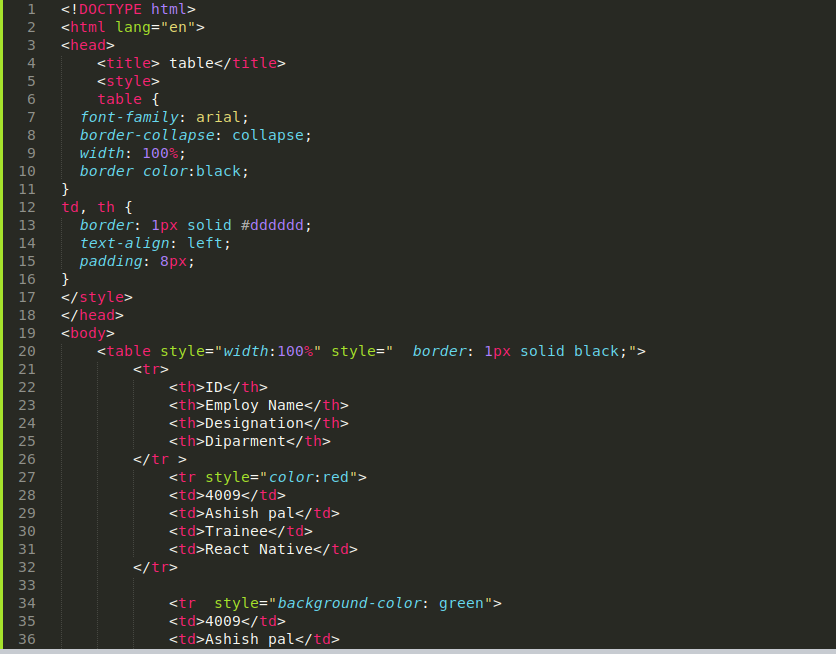 1 <!DOCTYPE html>
2 <html lang="en">
3 <head>
4     <title> table</title>
5     <style>
6     table {
7   font-family: arial;
8   border-collapse: collapse;
9   width: 100%;
10   border color:black;
11 }
12 td, th {
13   border: 1px solid #dddddd;
14   text-align: left;
15   padding: 8px;
16 }
17 </style>
18 </head>
19 <body>
20     <table style="width:100%" style="  border: 1px solid black;">
21         <tr>
22             <th>ID</th>
23             <th>Employ Name</th>
24             <th>Designation</th>
25             <th>Diparment</th>
26         </tr >
27             <tr style="color:red">
28             <td>4009</td>
29             <td>Ashish pal</td>
30             <td>Trainee</td>
31             <td>React Native</td>
32         </tr>
33
34             <tr  style="background-color: green">
35             <td>4009</td>
36             <td>Ashish pal</td>